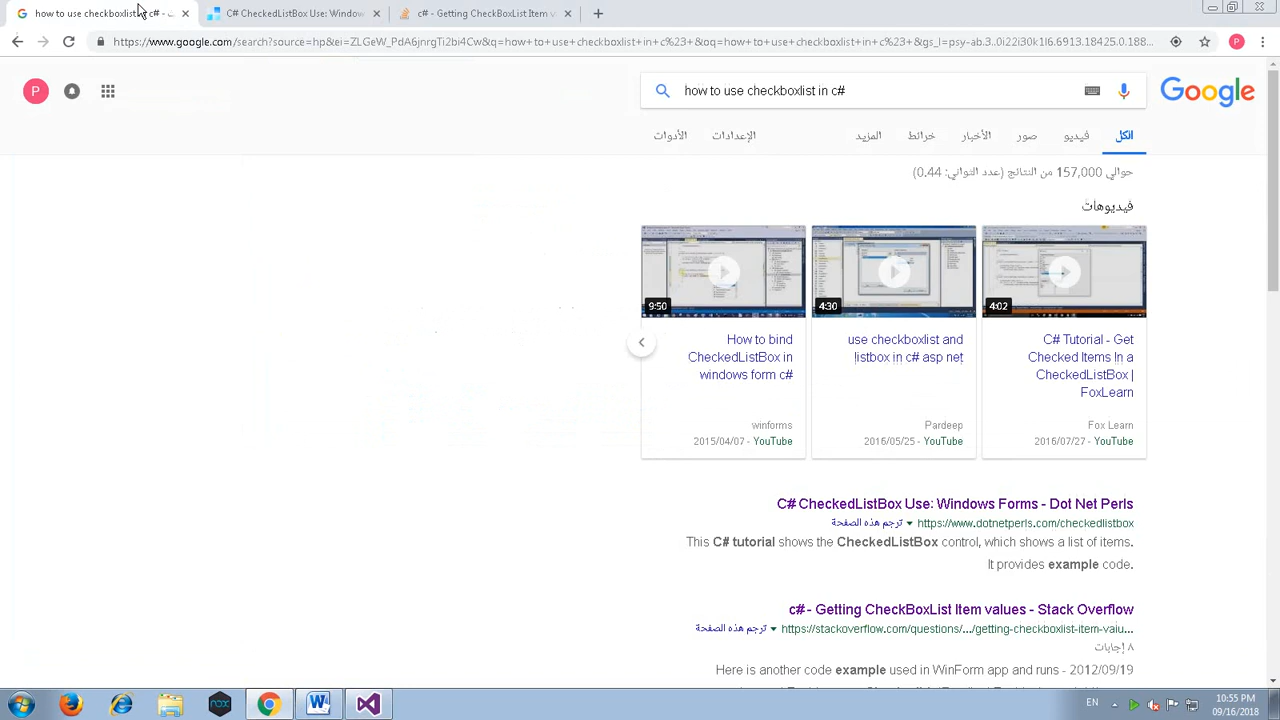 how to use checkboxlist in c# -
C# CheckedListBox Use: Window
c# - Getting CheckBoxList Item v
https://www.google.com/search?source=hp&ei=ZLGeW_PdA6jnrgTi2bj4Cw&q=how+to+use+checkboxlist+in+c%23+&oq=how+to+use+checkboxlist+in+c%23+&gs_l=psy-ab.3..0i22i30k1l6.6913.18425.0.188...
P
P
how to use checkboxlist in c#
Google
الكل
فيديو
صور
الأخبار
خرائط
المزيد
الإعدادات
الأدوات
حوالي 157,000 من النتائج (عدد الثواني: 0.44)
فيديوهات
9:50
4:30
4:02
How to bind
CheckedListBox in
windows form c#
winforms
2015/04/07 - YouTube
use checkboxlist and
listbox in c# asp net
Pardeep
2016/05/25 - YouTube
C# Tutorial - Get
Checked Items In a
CheckedListBox |
FoxLearn
Fox Learn
2016/07/27 - YouTube
C# CheckedListBox Use: Windows Forms - Dot Net Perls
https://www.dotnetperls.com/checkedlistbox ▼ ترجم هذه الصفحة
This C# tutorial shows the CheckedListBox control, which shows a list of items.
It provides example code.
c# - Getting CheckBoxList Item values - Stack Overflow
https://stackoverflow.com/questions/.../getting-checkboxlist-item-valu... ▼ ترجم هذه الصفحة
٨ إجابات
Here is another code example used in WinForm app and runs - 2012/09/19
nox
EN
10:55 PM
09/16/2018